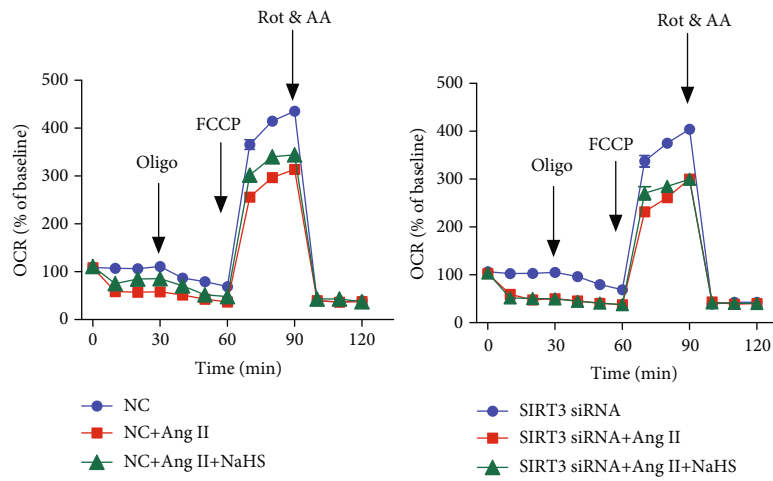 Rot & AA
500
400
300
200
100
0
OCR (% of baseline)
Oligo
FCCP
0 30 60 90 120
Time (min)
NC
NC+Ang II
NC+Ang II+NaHS
Rot & AA
500
400
300
200
100
0
OCR (% of baseline)
Oligo
FCCP
0 30 60 90 120
Time (min)
SIRT3 siRNA
SIRT3 siRNA+Ang II
SIRT3 siRNA+Ang II+NaHS